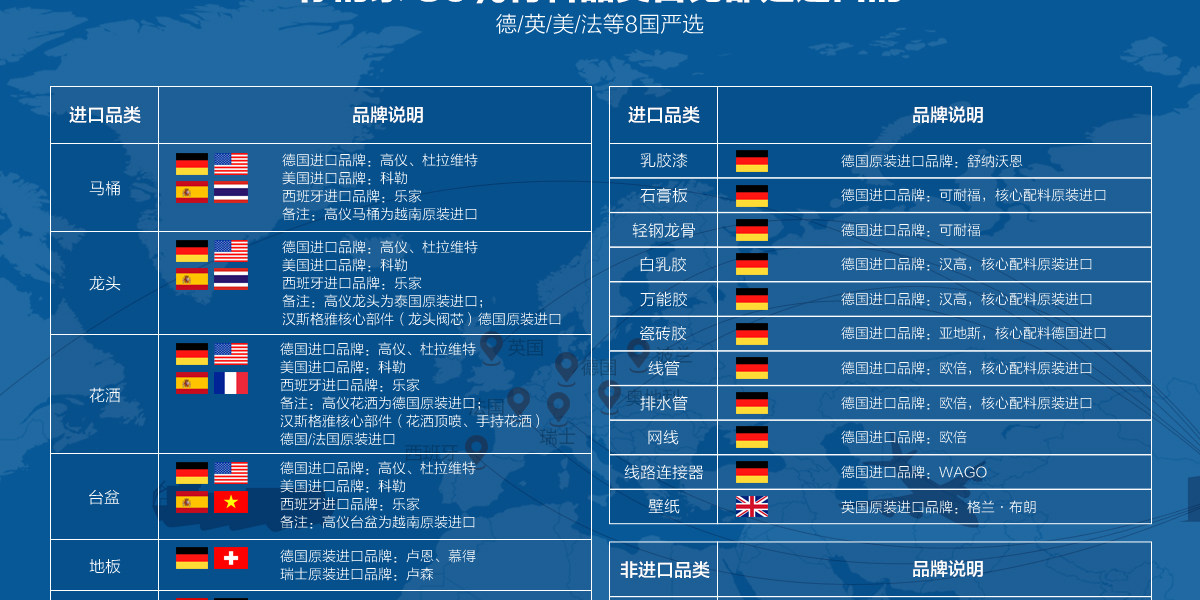 德/英/美/法等8国严选
进口品类
品牌说明
马桶
德国进口品牌：高仪、杜拉维特
美国进口品牌：科勒
西班牙进口品牌：乐家
备注：高仪马桶为越南原装进口
龙头
德国进口品牌：高仪、杜拉维特
美国进口品牌：科勒
西班牙进口品牌：乐家
备注：高仪龙头为泰国原装进口；
汉斯格雅核心部件（龙头阀芯）德国原装进口
花洒
德国进口品牌：高仪、杜拉维特
美国进口品牌：科勒
西班牙进口品牌：乐家
备注：高仪花洒为德国原装进口；
汉斯格雅核心部件（花洒顶喷、手持花洒）
德国/法国原装进口
台盆
德国进口品牌：高仪、杜拉维特
美国进口品牌：科勒
西班牙进口品牌：乐家
备注：高仪台盆为越南原装进口
地板
德国原装进口品牌：卢恩、慕得
瑞士原装进口品牌：卢森
进口品类
品牌说明
乳胶漆
德国原装进口品牌：舒纳沃恩
石膏板
德国进口品牌：可耐福，核心配料原装进口
轻钢龙骨
德国进口品牌：可耐福
白乳胶
德国进口品牌：汉高，核心配料原装进口
万能胶
德国进口品牌：汉高，核心配料原装进口
瓷砖胶
德国进口品牌：亚地斯，核心配料德国进口
线管
德国进口品牌：欧倍，核心配料原装进口
排水管
德国进口品牌：欧倍，核心配料原装进口
网线
德国进口品牌：欧倍
线路连接器
德国进口品牌：WAGO
壁纸
英国原装进口品牌：格兰·布朗
非进口品类
品牌说明
英国
德国
瑞士
西班牙